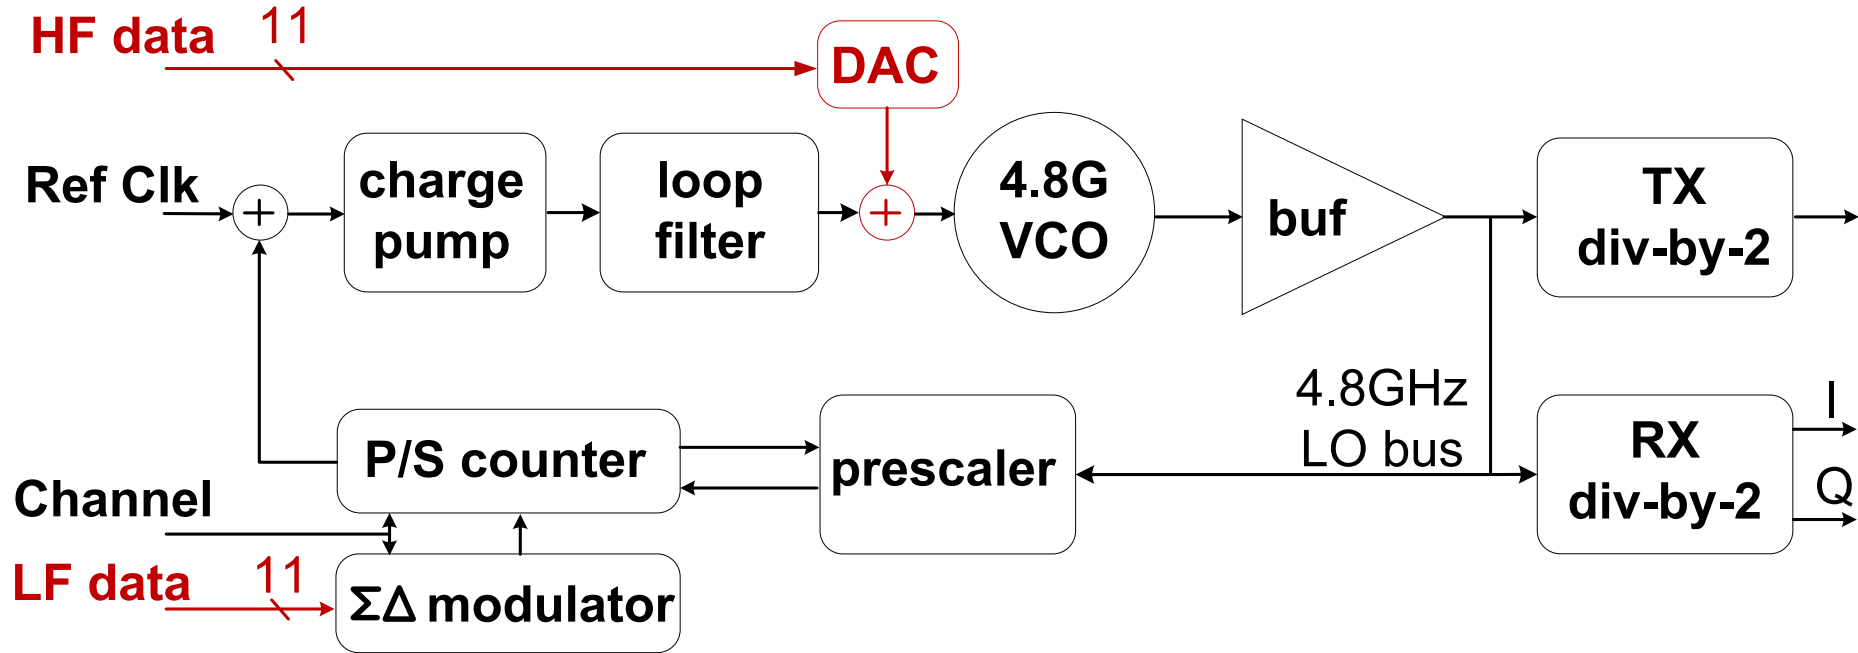 HF data 11
DAC
Ref Clk
+
charge
pump
loop
filter
+
4.8G
VCO
buf
TX
div-by-2
4.8GHz
LO bus
P/S counter
prescaler
RX
div-by-2
I
Q
Channel
LF data 11
ΣΔ modulator